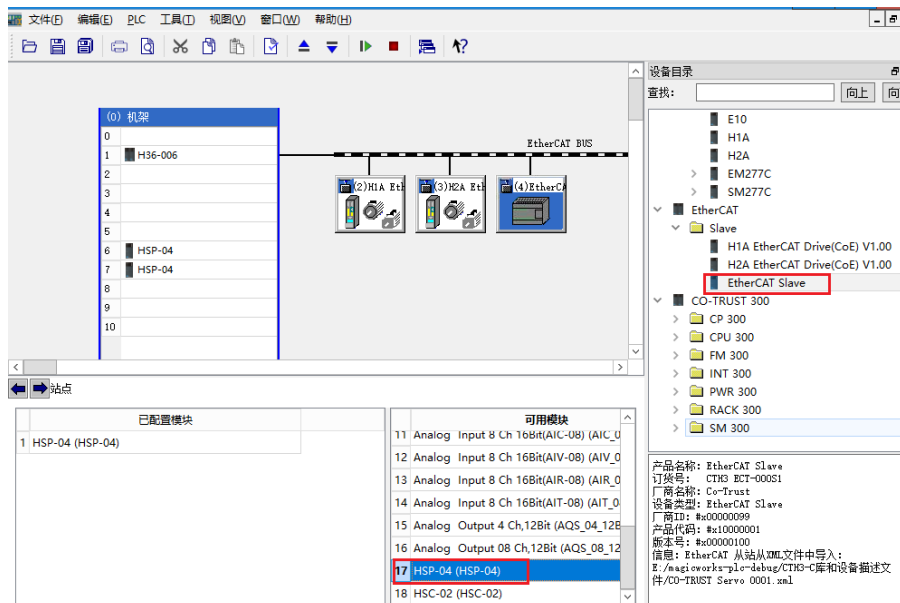 文件(F) 编辑(E) PLC 工具(T) 视图(V) 窗口(W) 帮助(H)
(0) 机架
0
1 H36-006
2
3
4
5
6 HSP-04
7 HSP-04
8
9
10
EtherCAT BUS
(2)H1A Eth
(3)H2A Eth
(4)EtherCA
设备目录
查找:
向上
向
E10
H1A
H2A
EM277C
SM277C
EtherCAT
Slave
H1A EtherCAT Drive(CoE) V1.00
H2A EtherCAT Drive(CoE) V1.00
EtherCAT Slave
CO-TRUST 300
CP 300
CPU 300
FM 300
INT 300
PWR 300
RACK 300
SM 300
站点
已配置模块
1 HSP-04 (HSP-04)
可用模块
11 Analog Input 8 Ch 16Bit(AIC-08) (AIC_0
12 Analog Input 8 Ch 16Bit(AIV-08) (AIV_0
13 Analog Input 8 Ch 16Bit(AIR-08) (AIR_0
14 Analog Input 8 Ch 16Bit(AIT-08) (AIT_0
15 Analog Output 4 Ch,12Bit (AQS_04_12B
16 Analog Output 08 Ch,12Bit (AQS_08_12
17 HSP-04 (HSP-04)
18 HSC-02 (HSC-02)
产品名称: EtherCAT Slave
订货号: CTH3 ECT-000S1
厂商名称: Co-Trust
设备类型: EtherCAT Slave
厂商ID: #x00000099
产品代码: #x10000001
版本号: #x00000100
信息: EtherCAT 从站从XML文件中导入:
E:/magicworks-plc-debug/CTH3-C库和设备描述文
件/CO-TRUST Servo 0001.xml